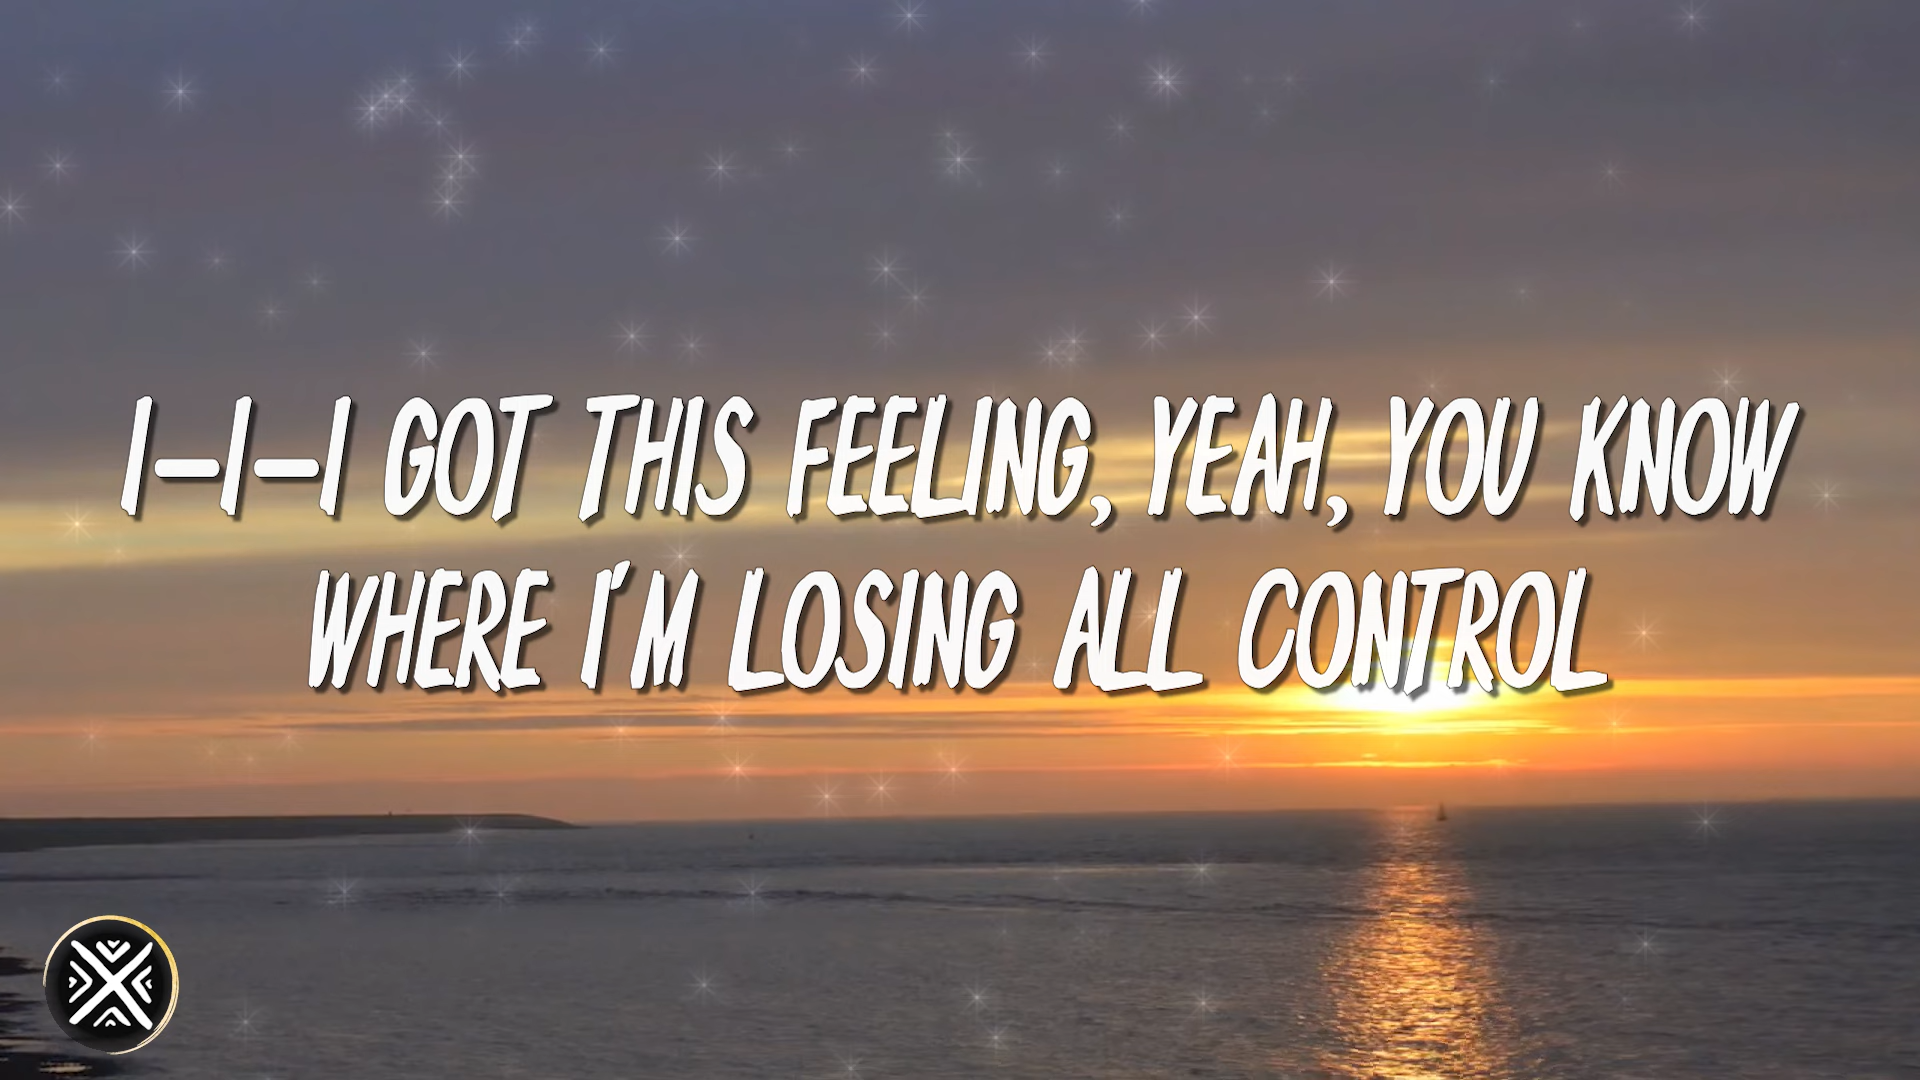 I-I-I GOT THIS FEELING, YEAH, YOU KNOW
WHERE I'M LOSING ALL CONTROL